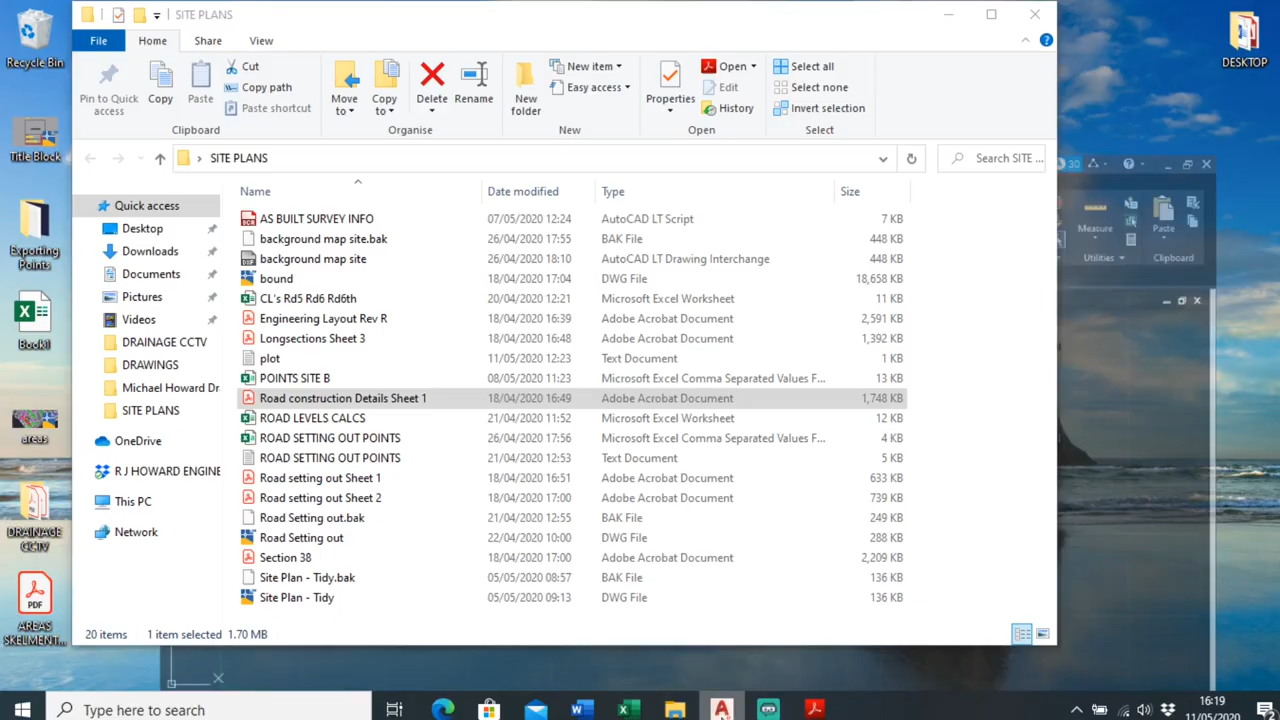 SITE PLANS
File Home Share View
Pin to Quick access
Copy
Paste
Cut
Copy path
Paste shortcut
Clipboard
Move to
Copy to
Delete
Rename
Organise
New folder
New item
Easy access
New
Properties
Open
Edit
History
Open
Select all
Select none
Invert selection
Select
SITE PLANS
Search SITE ...
Name Date modified Type Size
AS BUILT SURVEY INFO 07/05/2020 12:24 AutoCAD LT Script 7 KB
background map site.bak 26/04/2020 17:55 BAK File 448 KB
background map site 26/04/2020 18:10 AutoCAD LT Drawing Interchange 448 KB
bound 18/04/2020 17:04 DWG File 18,658 KB
CL's Rd5 Rd6 Rd6th 20/04/2020 12:21 Microsoft Excel Worksheet 11 KB
Engineering Layout Rev R 18/04/2020 16:39 Adobe Acrobat Document 2,591 KB
Longsections Sheet 3 18/04/2020 16:48 Adobe Acrobat Document 1,392 KB
plot 11/05/2020 12:23 Text Document 1 KB
POINTS SITE B 08/05/2020 11:23 Microsoft Excel Comma Separated Values F... 13 KB
Road construction Details Sheet 1 18/04/2020 16:49 Adobe Acrobat Document 1,748 KB
ROAD LEVELS CALCS 21/04/2020 11:52 Microsoft Excel Worksheet 12 KB
ROAD SETTING OUT POINTS 26/04/2020 17:56 Microsoft Excel Comma Separated Values F... 4 KB
ROAD SETTING OUT POINTS 21/04/2020 12:53 Text Document 5 KB
Road setting out Sheet 1 18/04/2020 16:51 Adobe Acrobat Document 633 KB
Road setting out Sheet 2 18/04/2020 17:00 Adobe Acrobat Document 739 KB
Road Setting out.bak 21/04/2020 12:55 BAK File 249 KB
Road Setting out 22/04/2020 10:00 DWG File 288 KB
Section 38 18/04/2020 17:00 Adobe Acrobat Document 2,209 KB
Site Plan - Tidy.bak 05/05/2020 08:57 BAK File 136 KB
Site Plan - Tidy 05/05/2020 09:13 DWG File 136 KB
Quick access
Desktop
Downloads
Documents
Pictures
Videos
DRAINAGE CCTV
DRAWINGS
Michael Howard Dr
SITE PLANS
OneDrive
R J HOWARD ENGINE
This PC
Network
20 items 1 item selected 1.70 MB
Recycle Bin
Title Block
Exporting Points
Book1
areas
DRAINAGE CCTV
PDF
AREAS SKELMENT...
DESKTOP
30
Measure
Paste
Utilities
Clipboard
Type here to search
16:19
11/05/2020